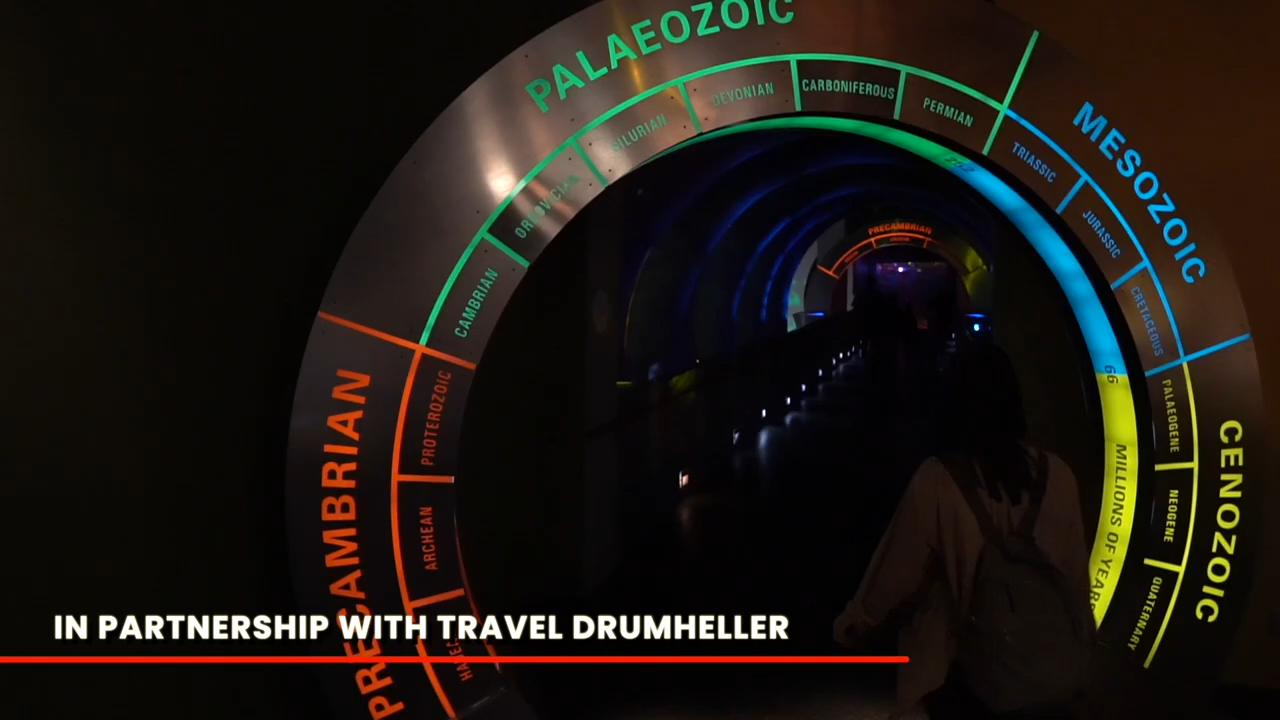 PALAEOZOIC
SILURIAN
DEVONIAN
CARBONIFEROUS
PERMIAN
MESOZOIC
TRIASSIC
JURASSIC
CRETACEOUS
252
66
MILLIONS OF YEARS
PRECAMBRIAN
CAMBRIAN
PROTEROZOIC
ARCHEAN
PRECAMBRIAN
CENOZOIC
PALAEOGENE
NEOGENE
QUATERNARY
IN PARTNERSHIP WITH TRAVEL DRUMHELLER